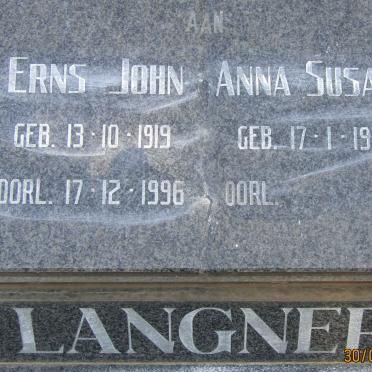 AAN
ERNS JOHN ANNA SUSA
GEB. 13·10·1919 GEB. 17·1·19
OORL. 17·12·1996 OORL.
LANGNER
30/0